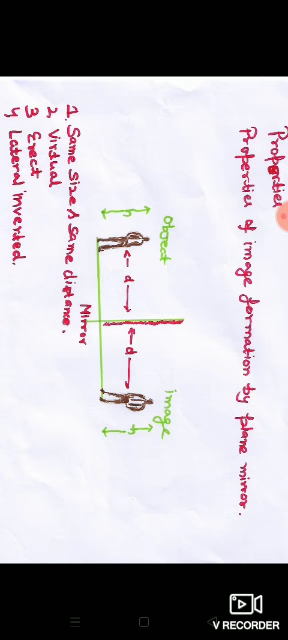 Properties
Properties of image formation by plane mirror.
Object
image
h
← d →
← d →
h
Mirror
1. Same size & same distance.
2 Virtual
3 Erect
4 Lateral invented.
V RECORDER